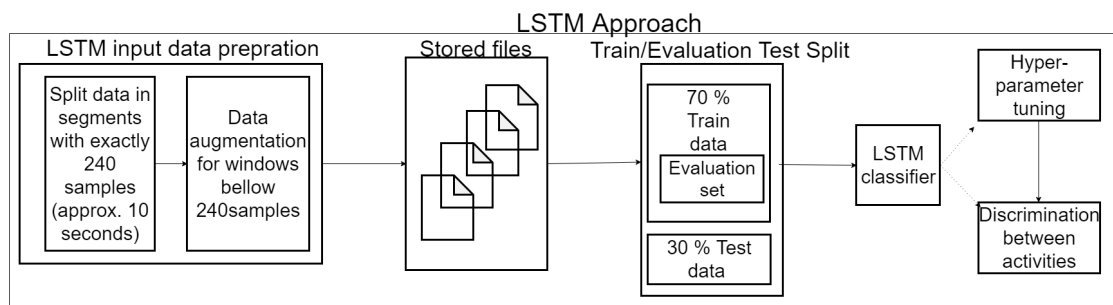 LSTM Approach
LSTM input data prepration
Split data in
segments
with exactly
240
samples
(approx. 10
seconds)
Data
augmentation
for windows
bellow
240samples
Stored files
Train/Evaluation Test Split
70 %
Train
data
Evaluation
set
30 % Test
data
LSTM
classifier
Hyper-
parameter
tuning
Discrimination
between
activities